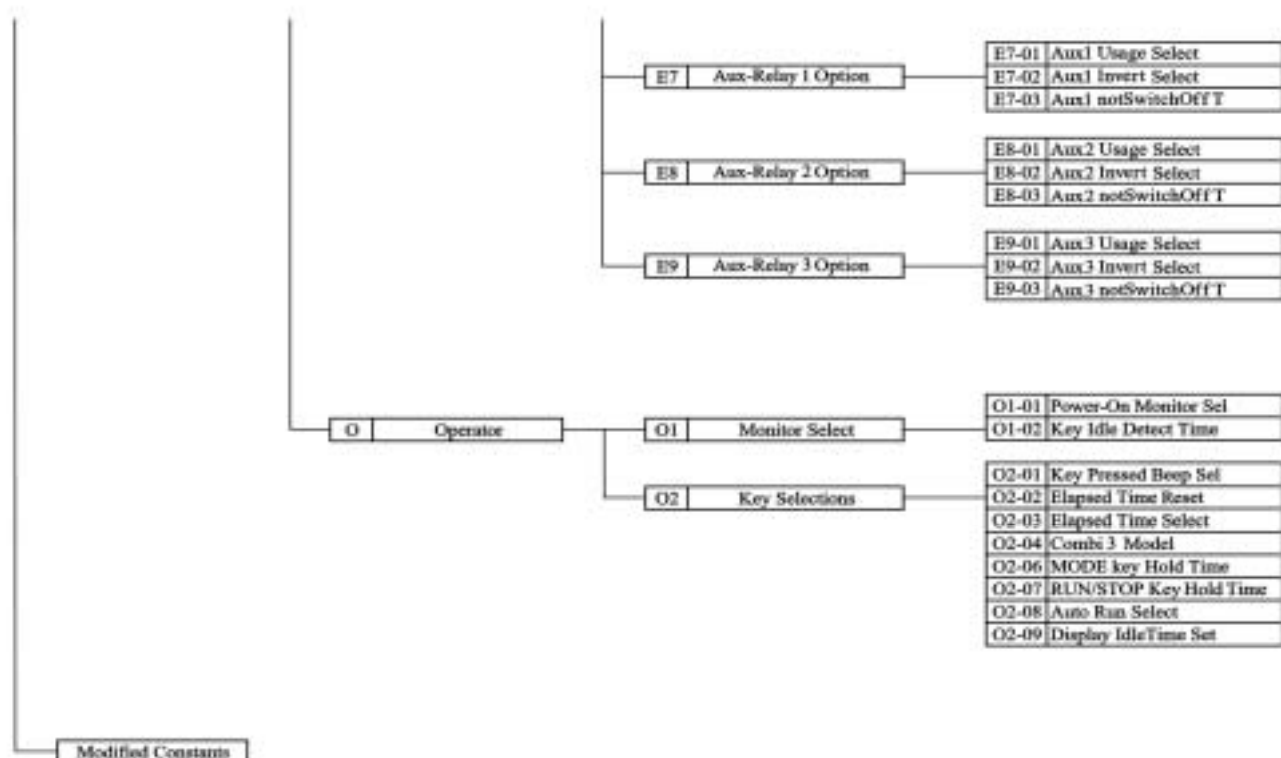 E7-01 Aux1 Usage Select
E7 Aux-Relay 1 Option E7-02 Aux1 Invert Select
E7-03 Aux1 notSwitchOff T
E8-01 Aux2 Usage Select
E8 Aux-Relay 2 Option E8-02 Aux2 Invert Select
E8-03 Aux2 notSwitchOff T
E9-01 Aux3 Usage Select
E9 Aux-Relay 3 Option E9-02 Aux3 Invert Select
E9-03 Aux3 notSwitchOff T
O1-01 Power-On Monitor Sel
O Operator O1 Monitor Select O1-02 Key Idle Detect Time
O2-01 Key Pressed Beep Sel
O2 Key Selections O2-02 Elapsed Time Reset
O2-03 Elapsed Time Select
O2-04 Combi 3 Model
O2-06 MODE key Hold Time
O2-07 RUN/STOP Key Hold Time
O2-08 Auto Run Select
O2-09 Display IdleTime Set
Modified Constants